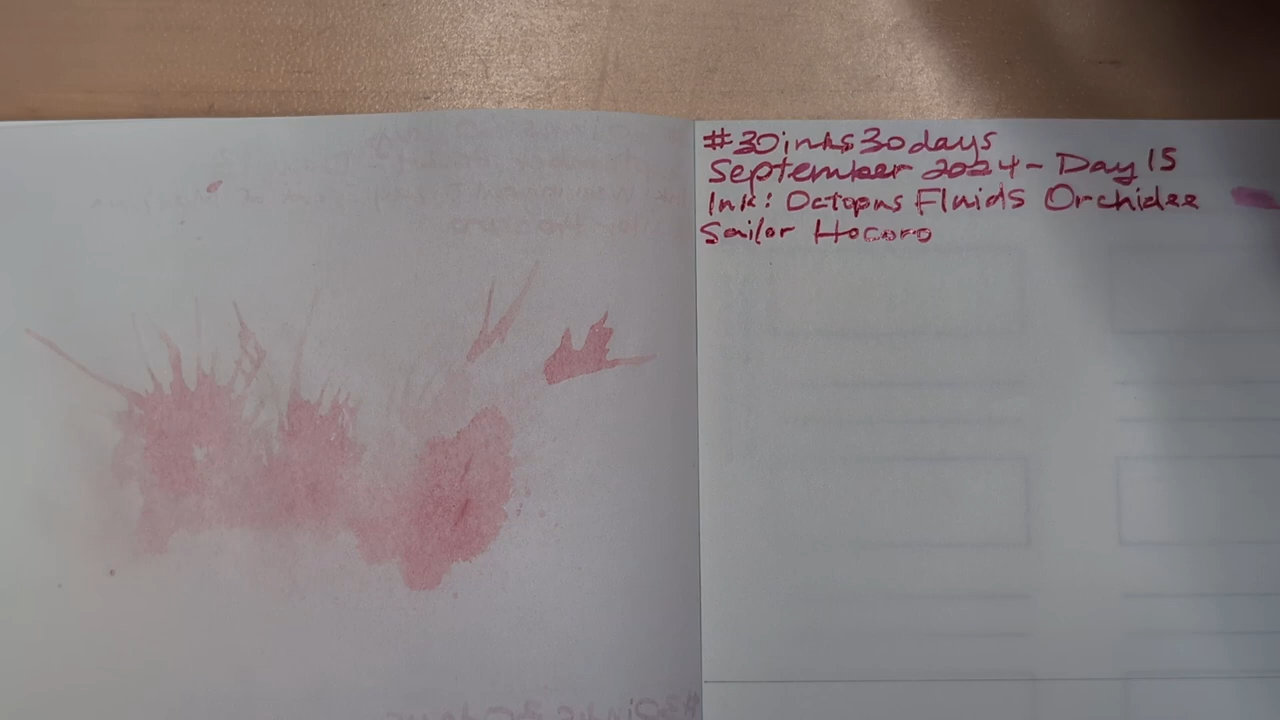 #30inks30days
September 2024 - Day 15
Ink: Octopus Fluids Orchidee
Sailor Hocoro